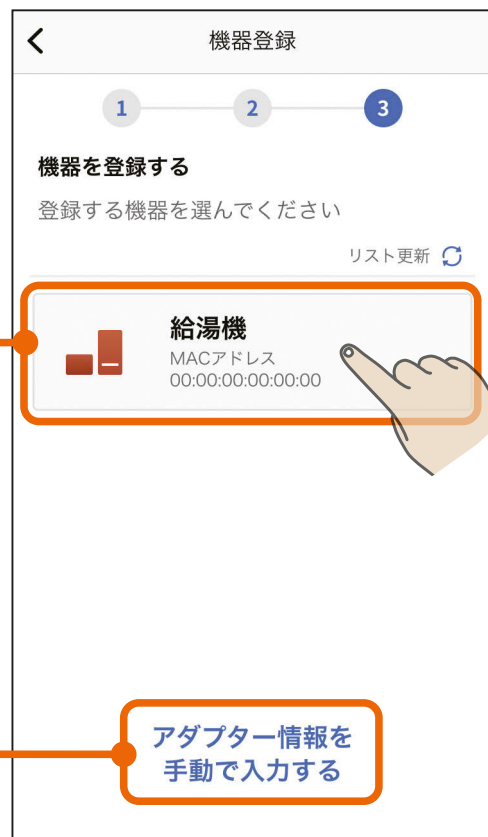 機器登録
1 2 3
機器を登録する
登録する機器を選んでください
リスト更新
給湯機
MACアドレス
00:00:00:00:00:00
アダプター情報を
手動で入力する